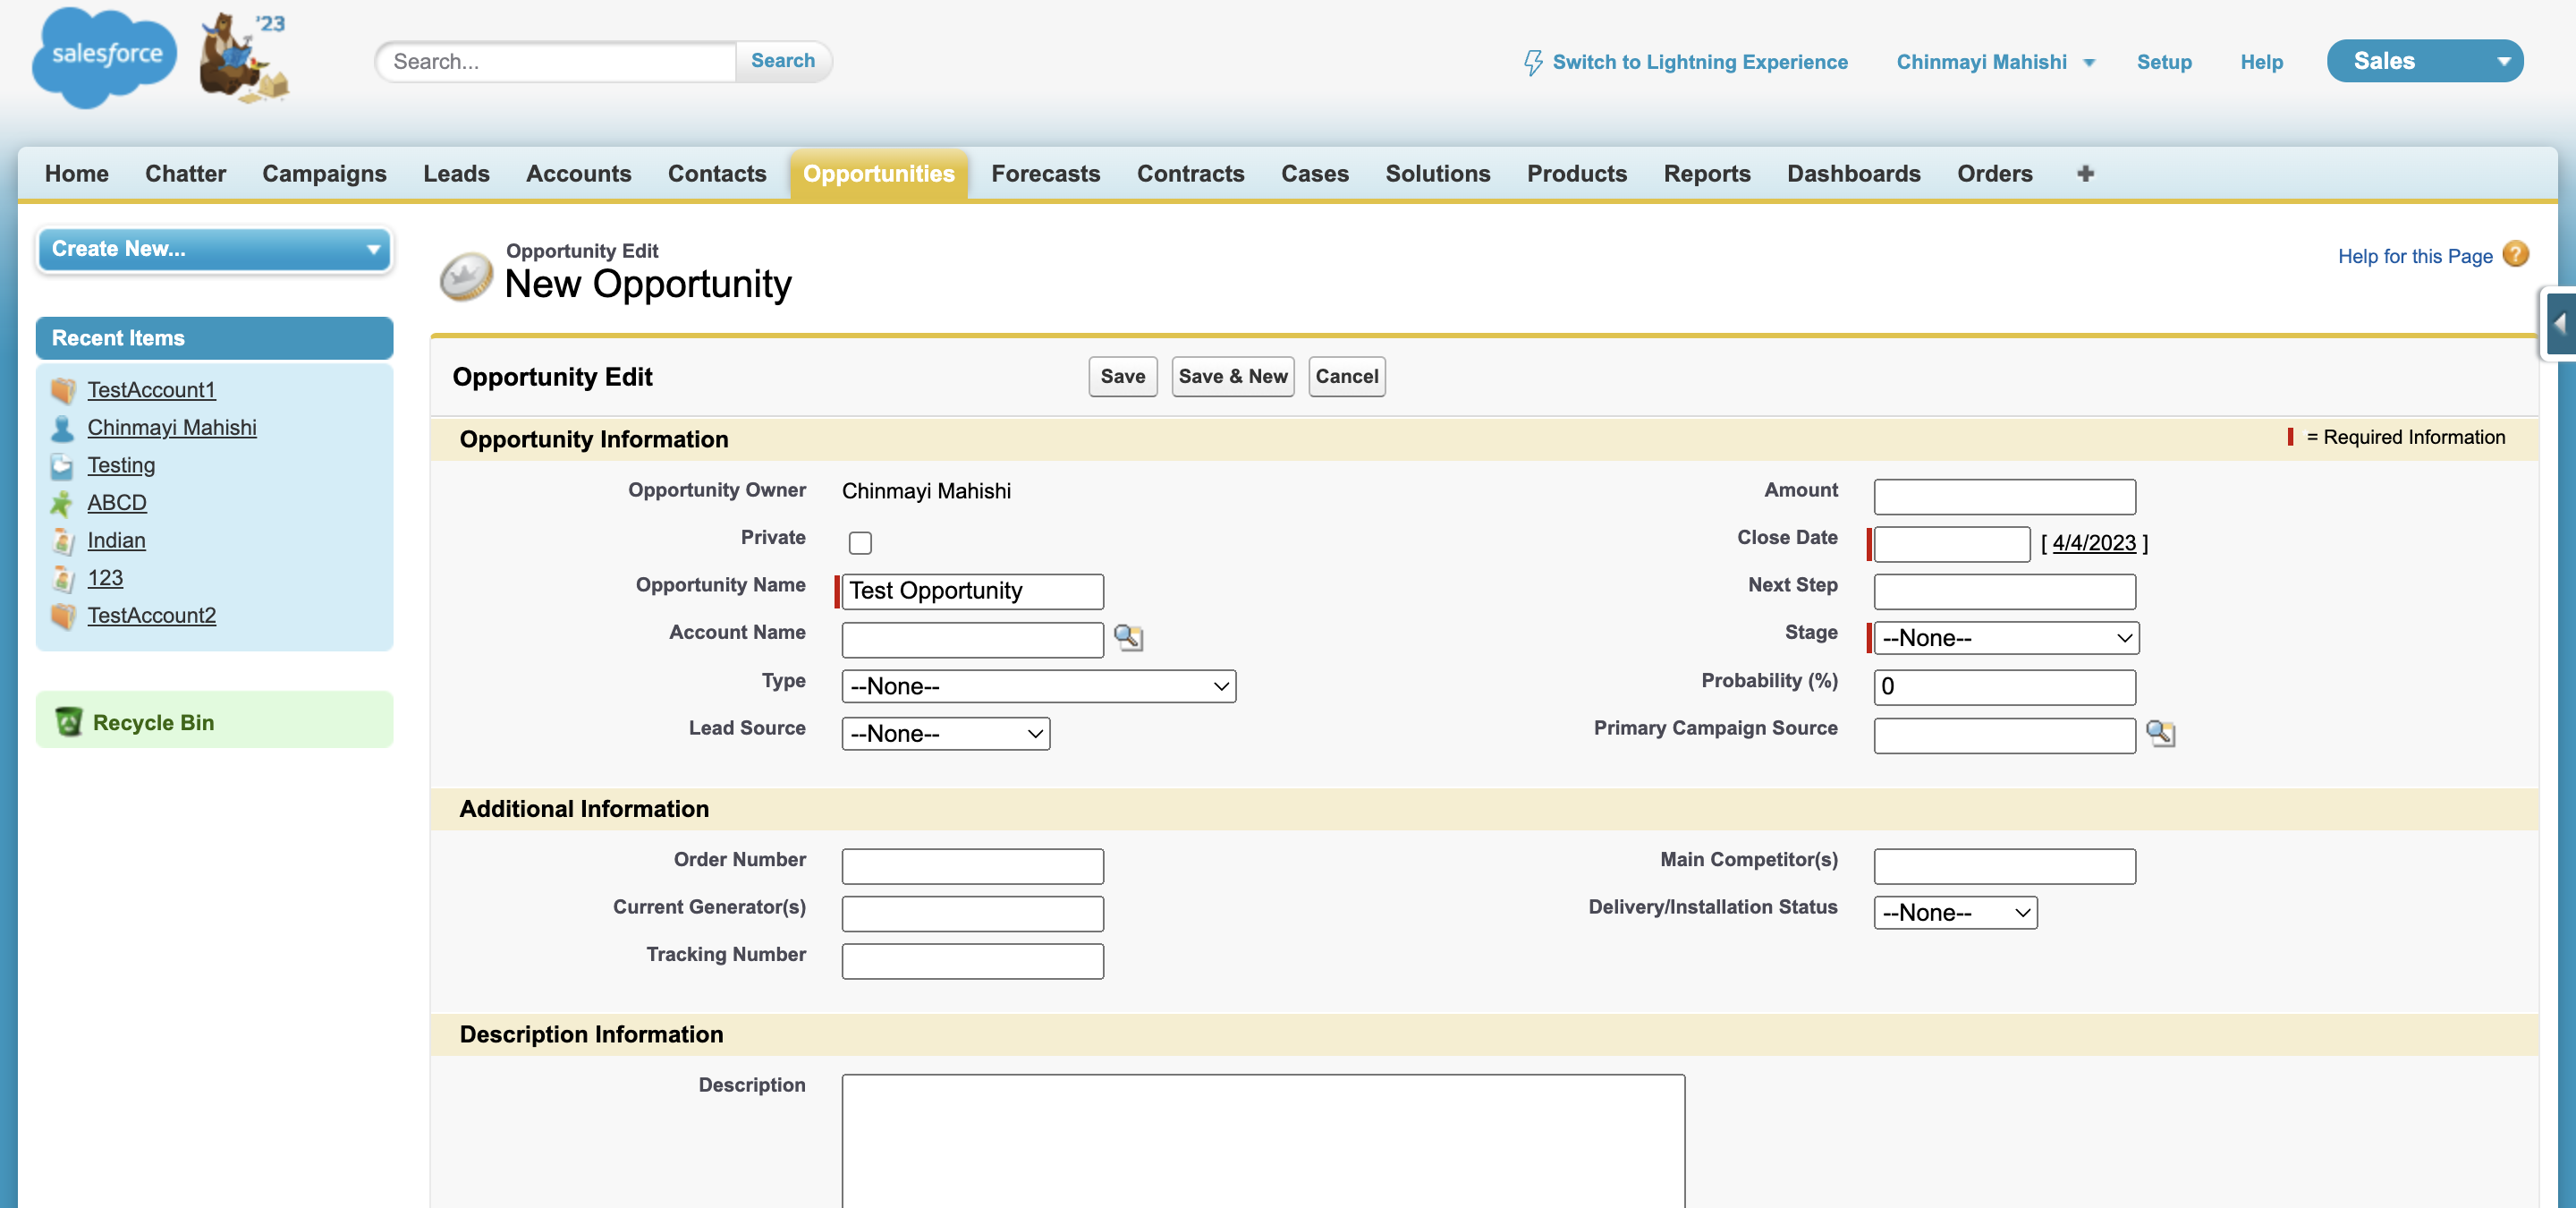 salesforce
'23
Search...
Search
Switch to Lightning Experience
Chinmayi Mahishi
Setup
Help
Sales
Home
Chatter
Campaigns
Leads
Accounts
Contacts
Opportunities
Forecasts
Contracts
Cases
Solutions
Products
Reports
Dashboards
Orders
+
Create New...
Recent Items
TestAccount1
Chinmayi Mahishi
Testing
ABCD
Indian
123
TestAccount2
Recycle Bin
Opportunity Edit
New Opportunity
Help for this Page ?
Opportunity Edit
Save
Save & New
Cancel
Opportunity Information
= Required Information
Opportunity Owner Chinmayi Mahishi
Private
Opportunity Name Test Opportunity
Account Name
Type --None--
Lead Source --None--
Amount
Close Date [ 4/4/2023 ]
Next Step
Stage --None--
Probability (%) 0
Primary Campaign Source
Additional Information
Order Number
Current Generator(s)
Tracking Number
Main Competitor(s)
Delivery/Installation Status --None--
Description Information
Description